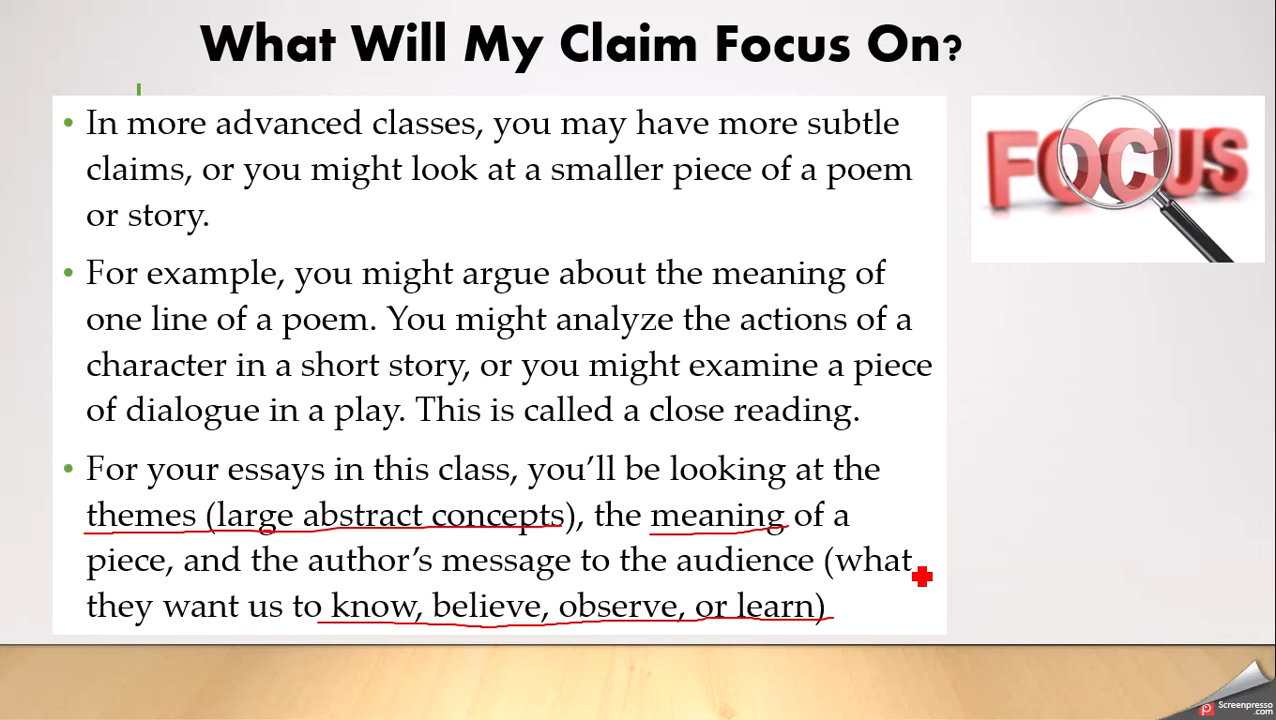 What Will My Claim Focus On?
• In more advanced classes, you may have more subtle
claims, or you might look at a smaller piece of a poem
or story.
• For example, you might argue about the meaning of
one line of a poem. You might analyze the actions of a
character in a short story, or you might examine a piece
of dialogue in a play. This is called a close reading.
• For your essays in this class, you’ll be looking at the
themes (large abstract concepts), the meaning of a
piece, and the author’s message to the audience (what
they want us to know, believe, observe, or learn)
FOCUS
Screenpresso
.com